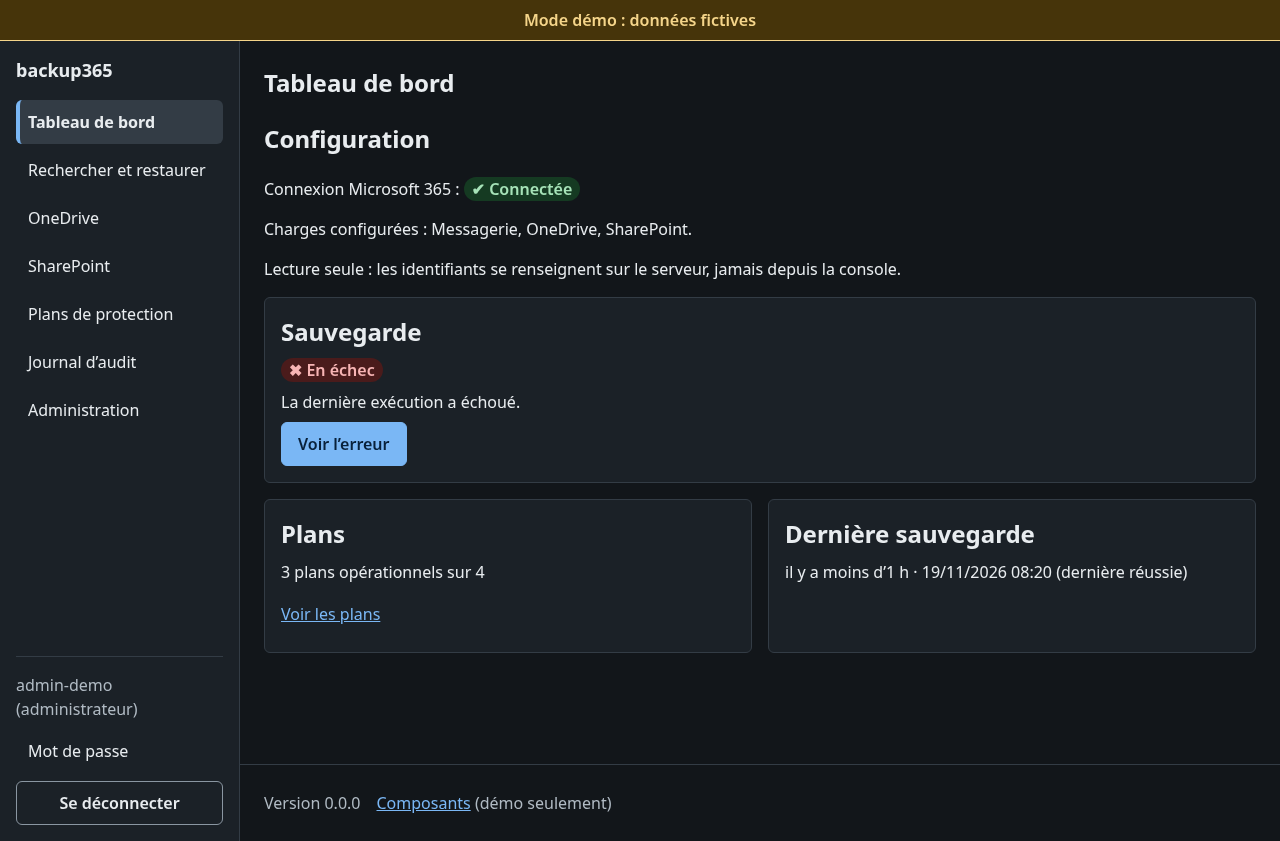 Mode démo : données fictives
backup365
Tableau de bord
Rechercher et restaurer
OneDrive
SharePoint
Plans de protection
Journal d’audit
Administration
admin-demo
(administrateur)
Mot de passe
Se déconnecter
Tableau de bord
Configuration
Connexion Microsoft 365 : ✔ Connectée
Charges configurées : Messagerie, OneDrive, SharePoint.
Lecture seule : les identifiants se renseignent sur le serveur, jamais depuis la console.
Sauvegarde
✖ En échec
La dernière exécution a échoué.
Voir l’erreur
Plans
3 plans opérationnels sur 4
Voir les plans
Dernière sauvegarde
il y a moins d’1 h · 19/11/2026 08:20 (dernière réussie)
Version 0.0.0 Composants (démo seulement)